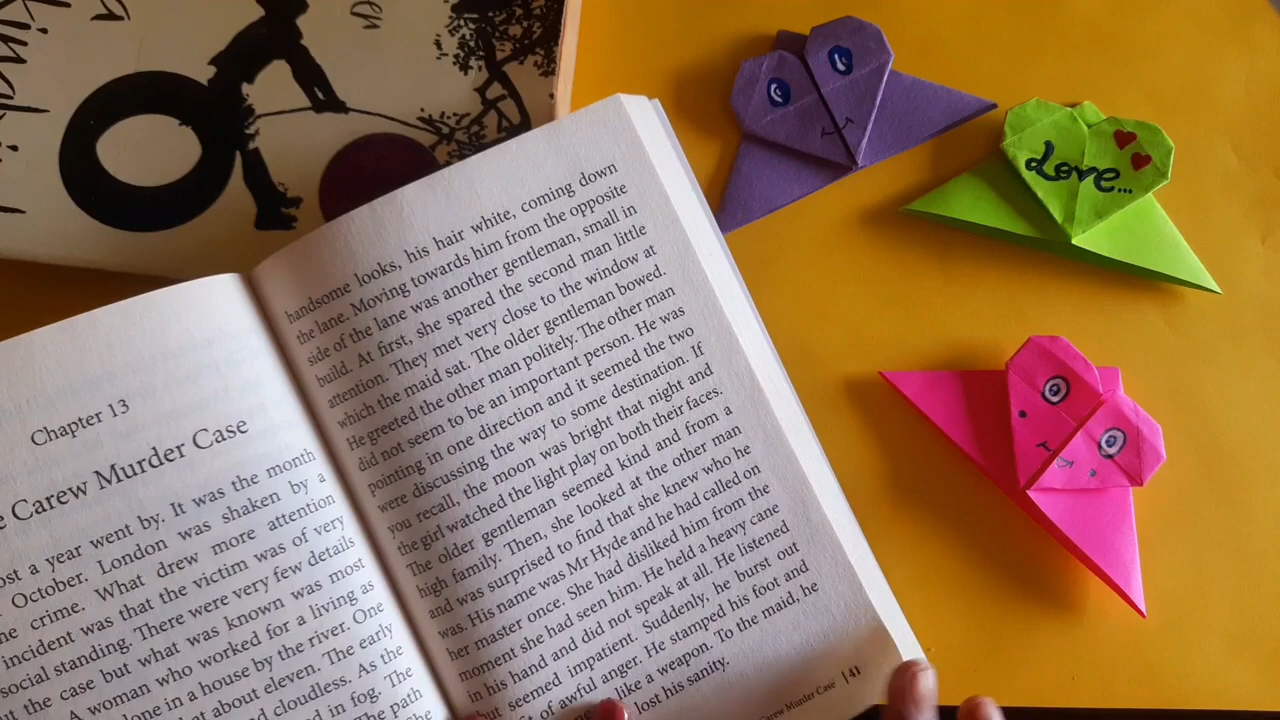 Chapter 13
Carew Murder Case
a year went by. It was the month
October. London was shaken by a
crime. What drew more attention
incident was that the victim was of very
social standing. There were very few details
the case but what was known was most
A woman who worked for a living as
in a house by the river. One
at about eleven. The early
cloudless. As the
in fog. The
path
handsome looks, his hair white, coming down
the lane. Moving towards him from the opposite
side of the lane was another gentleman, small in
build. At first, she spared the second man little
attention. They met very close to the window at
which the maid sat. The older gentleman bowed.
He greeted the other man politely. The other man
did not seem to be an important person. He was
pointing in one direction and it seemed the two
were discussing the way to some destination. If
you recall, the moon was bright that night and
the girl watched the light play on both their faces.
The older gentleman seemed kind and from a
high family. Then, she looked at the other man
and was surprised to find that she knew who he
was. His name was Mr Hyde and he had called on
her master once. She had disliked him from the
moment she had seen him. He held a heavy cane
in his hand and did not speak at all. He listened
but seemed impatient. Suddenly, he burst out
of awful anger. He stamped his foot and
like a weapon. To the maid, he
lost his sanity.
Carew Murder Case |41
Love...